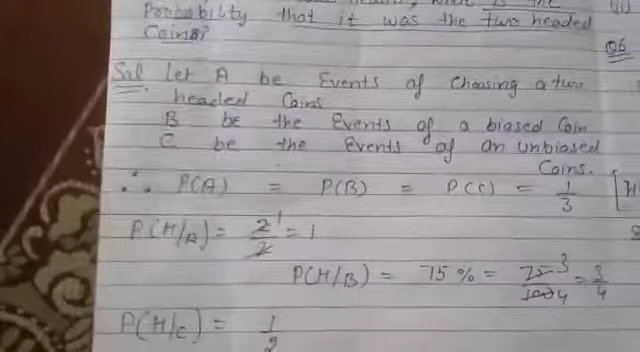 Probability that it was the two headed
Coins?
Q6
Sol Let A be Events of Choosing a two
headed Coins
B be the Events of a biased Coin
C be the Events of an unbiased
Coins.
∴ P(A) = P(B) = P(C) = 1/3
P(H/A) = 2/2 = 1
P(H/B) = 75% = 75/100 = 3/4
P(H/C) = 1/2